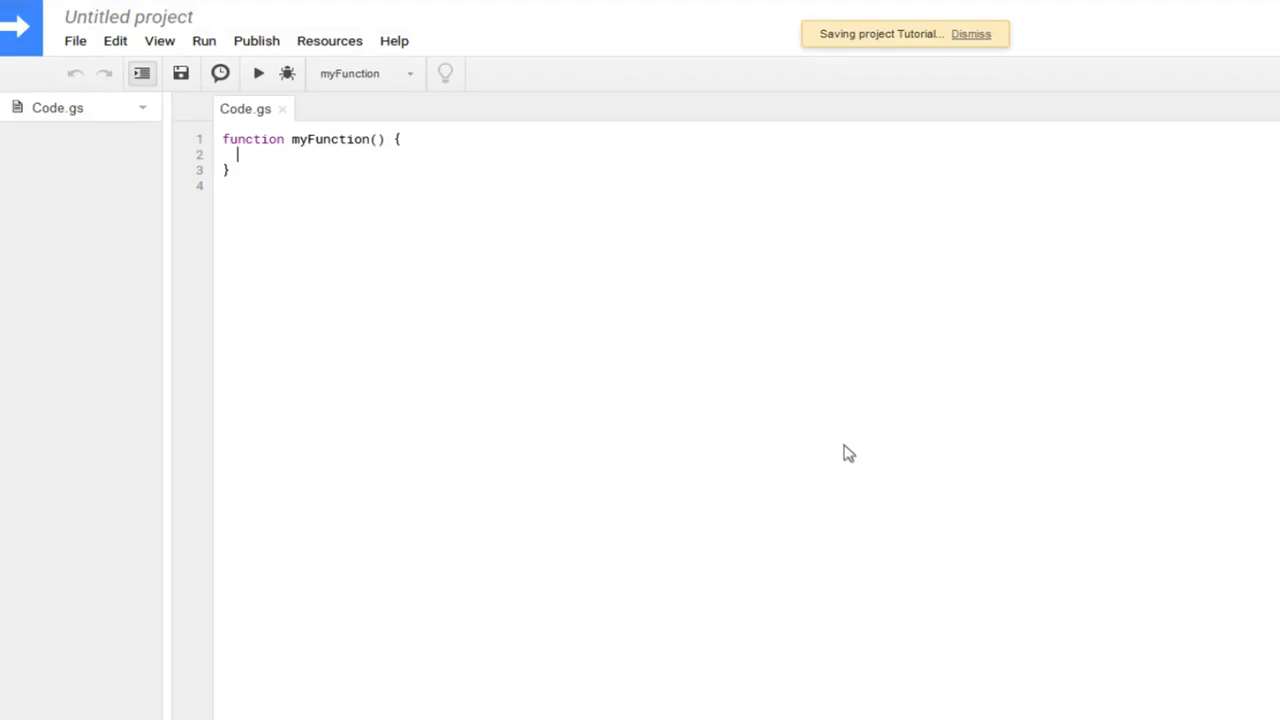 Untitled project
Saving project Tutorial... Dismiss
File Edit View Run Publish Resources Help
myFunction
Code.gs
Code.gs ×
1 function myFunction() {
2
3 }
4